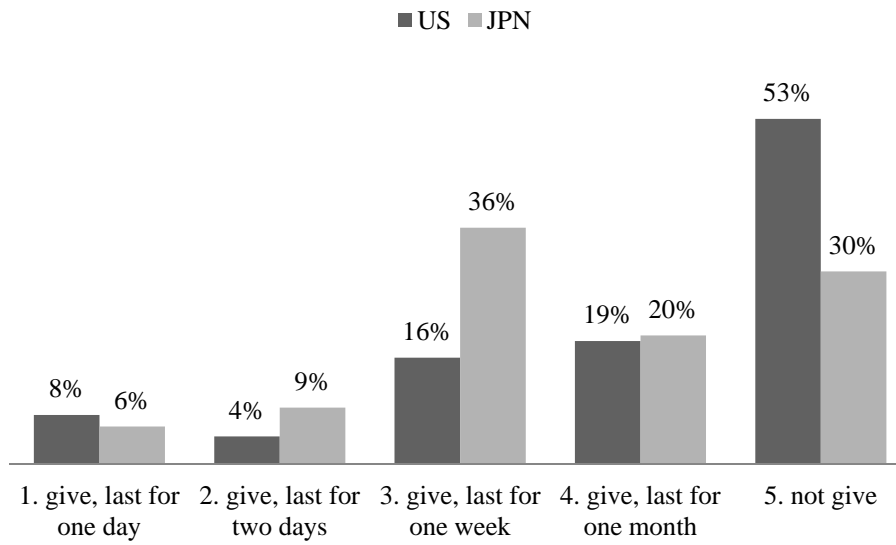 US JPN
53%
36%
30%
16%
19%
20%
8%
6%
4%
9%
1. give, last for
one day
2. give, last for
two days
3. give, last for
one week
4. give, last for
one month
5. not give